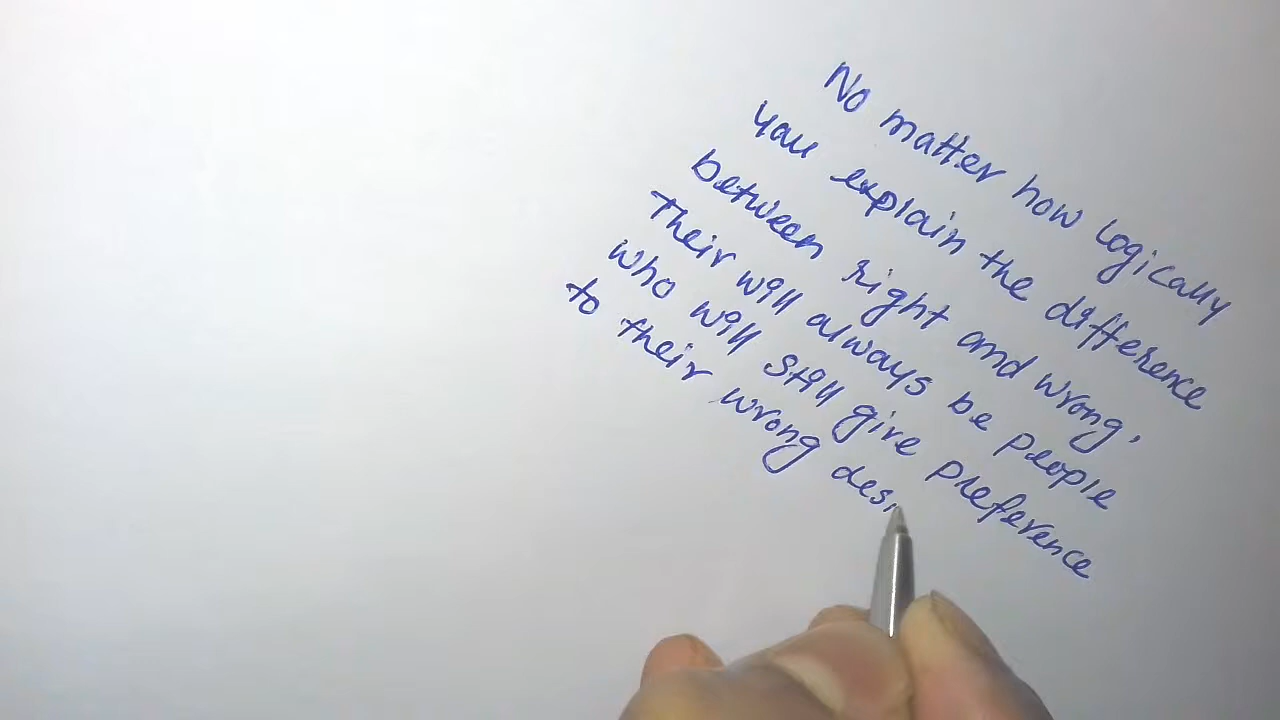 No matter how logically
you explain the difference
between right and wrong,
Their will always be people
who will still give preference
to their wrong desi